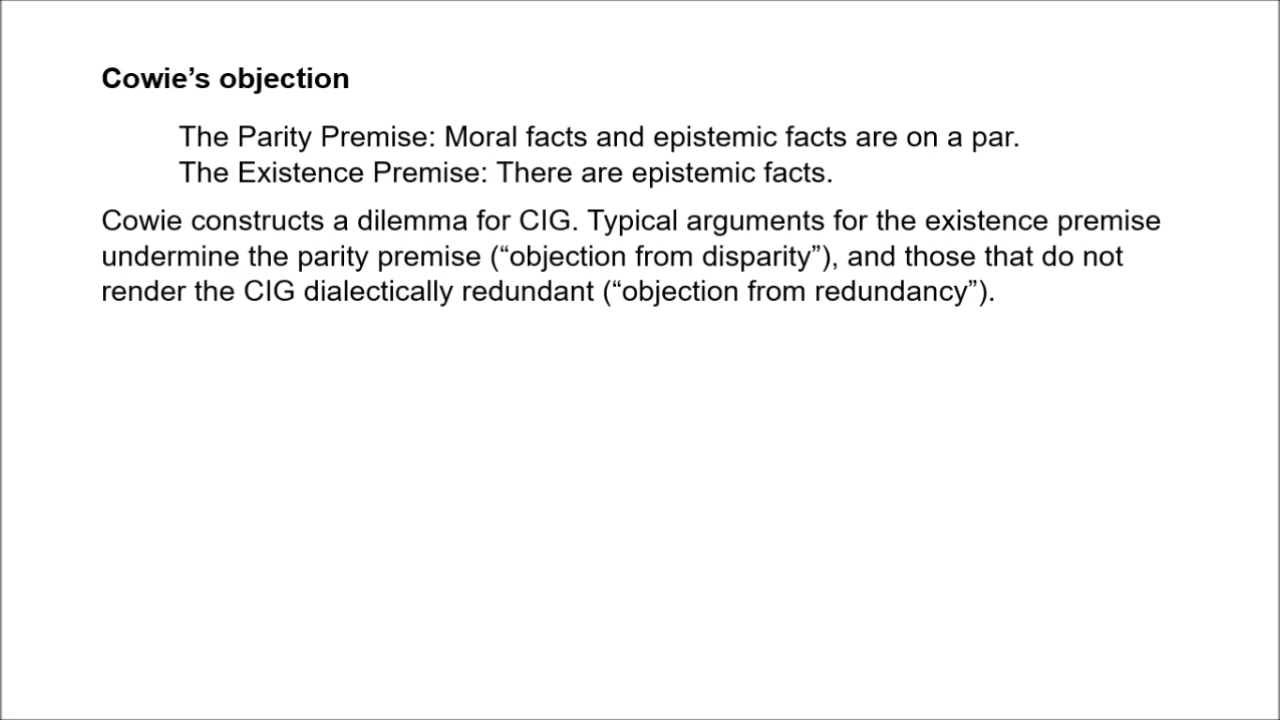 Cowie’s objection
The Parity Premise: Moral facts and epistemic facts are on a par.
The Existence Premise: There are epistemic facts.
Cowie constructs a dilemma for CIG. Typical arguments for the existence premise
undermine the parity premise (“objection from disparity”), and those that do not
render the CIG dialectically redundant (“objection from redundancy”).